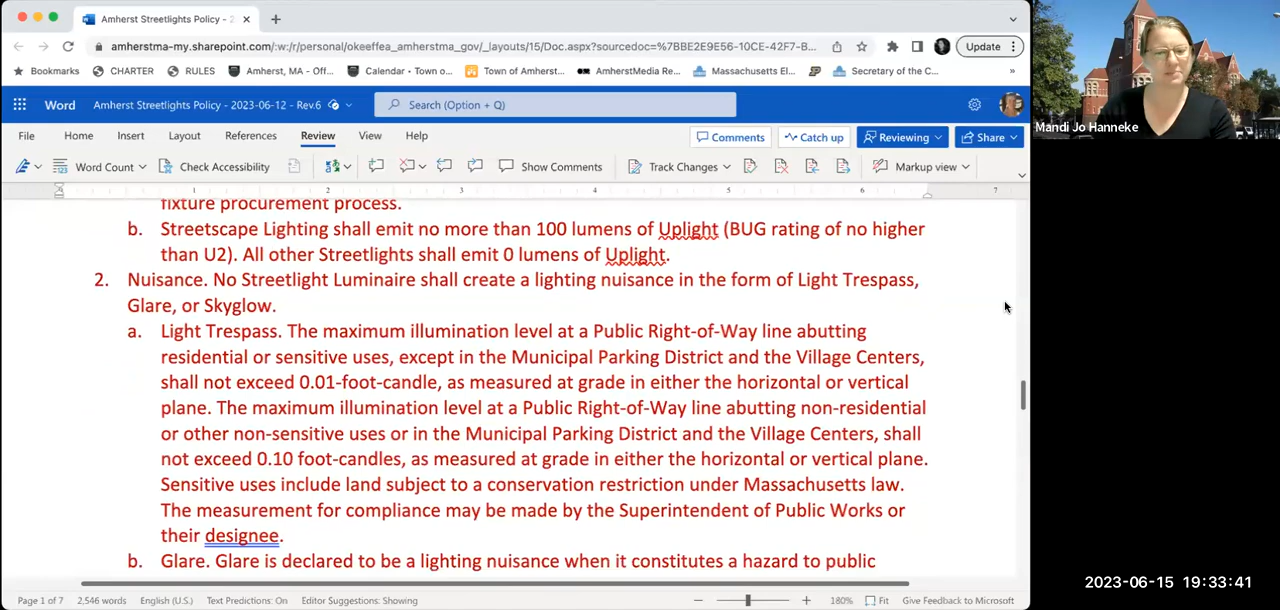 Amherst Streetlights Policy - 2
amherstma-my.sharepoint.com/:w:/r/personal/okeeffea_amherstma_gov/_layouts/15/Doc.aspx?sourcedoc=%7BBE2E9E56-10CE-42F7-B...
Update
Bookmarks CHARTER RULES Amherst, MA - Off... Calendar • Town o... Town of Amherst... AmherstMedia Re... Massachusetts El... Secretary of the C... »
Word Amherst Streetlights Policy - 2023-06-12 - Rev.6 Search (Option + Q)
File Home Insert Layout References Review View Help Comments Catch up Reviewing Share
Word Count Check Accessibility Show Comments Track Changes Markup view
1 2 3 4 5 6 7
fixture procurement process.
b. Streetscape Lighting shall emit no more than 100 lumens of Uplight (BUG rating of no higher
than U2). All other Streetlights shall emit 0 lumens of Uplight.
2. Nuisance. No Streetlight Luminaire shall create a lighting nuisance in the form of Light Trespass,
Glare, or Skyglow.
a. Light Trespass. The maximum illumination level at a Public Right-of-Way line abutting
residential or sensitive uses, except in the Municipal Parking District and the Village Centers,
shall not exceed 0.01-foot-candle, as measured at grade in either the horizontal or vertical
plane. The maximum illumination level at a Public Right-of-Way line abutting non-residential
or other non-sensitive uses or in the Municipal Parking District and the Village Centers, shall
not exceed 0.10 foot-candles, as measured at grade in either the horizontal or vertical plane.
Sensitive uses include land subject to a conservation restriction under Massachusetts law.
The measurement for compliance may be made by the Superintendent of Public Works or
their designee.
b. Glare. Glare is declared to be a lighting nuisance when it constitutes a hazard to public
Page 1 of 7 2,546 words English (U.S.) Text Predictions: On Editor Suggestions: Showing 180% Fit Give Feedback to Microsoft
Mandi Jo Hanneke
2023-06-15 19:33:41